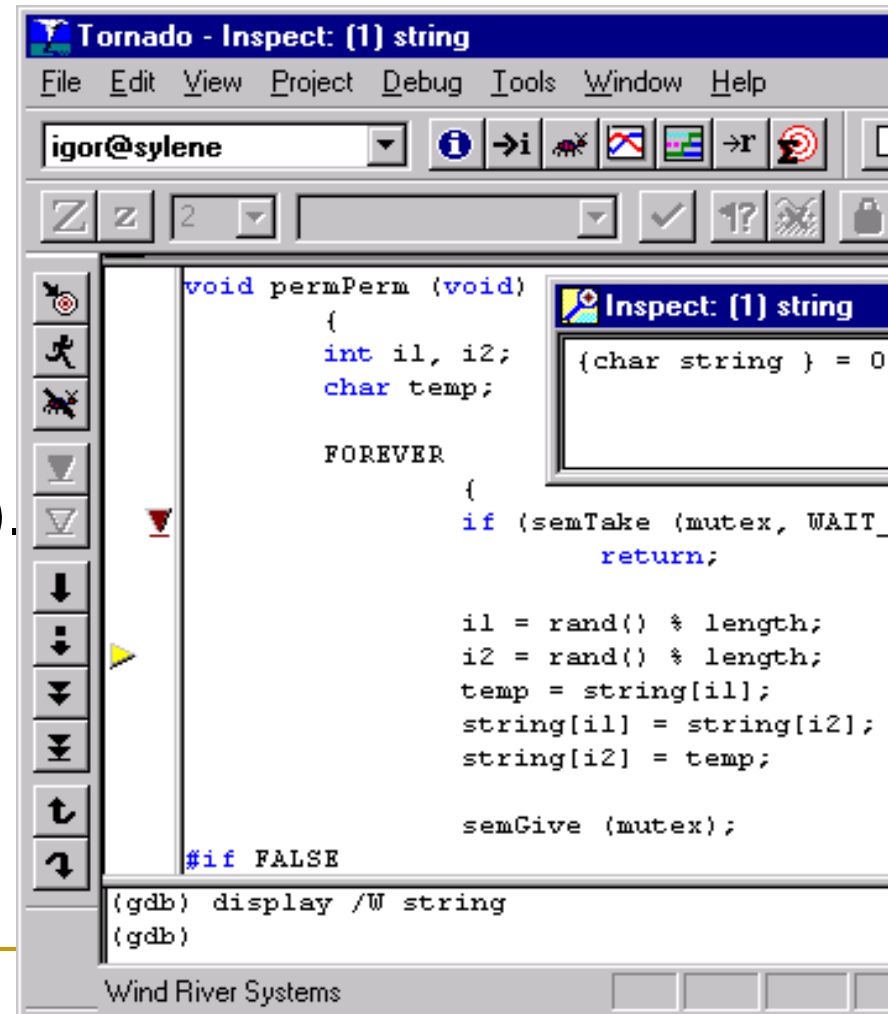 Tornado - Inspect: (1) string
File Edit View Project Debug Tools Window Help
igor@sylene
i
→i
→r
Z z 2
).
void permPerm (void)
{
int i1, i2;
char temp;
FOREVER
{
if (semTake (mutex, WAIT_
return;
i1 = rand() % length;
i2 = rand() % length;
temp = string[i1];
string[i1] = string[i2];
string[i2] = temp;
semGive (mutex);
#if FALSE
Inspect: (1) string
{char string } = 0
(gdb) display /W string
(gdb)
Wind River Systems